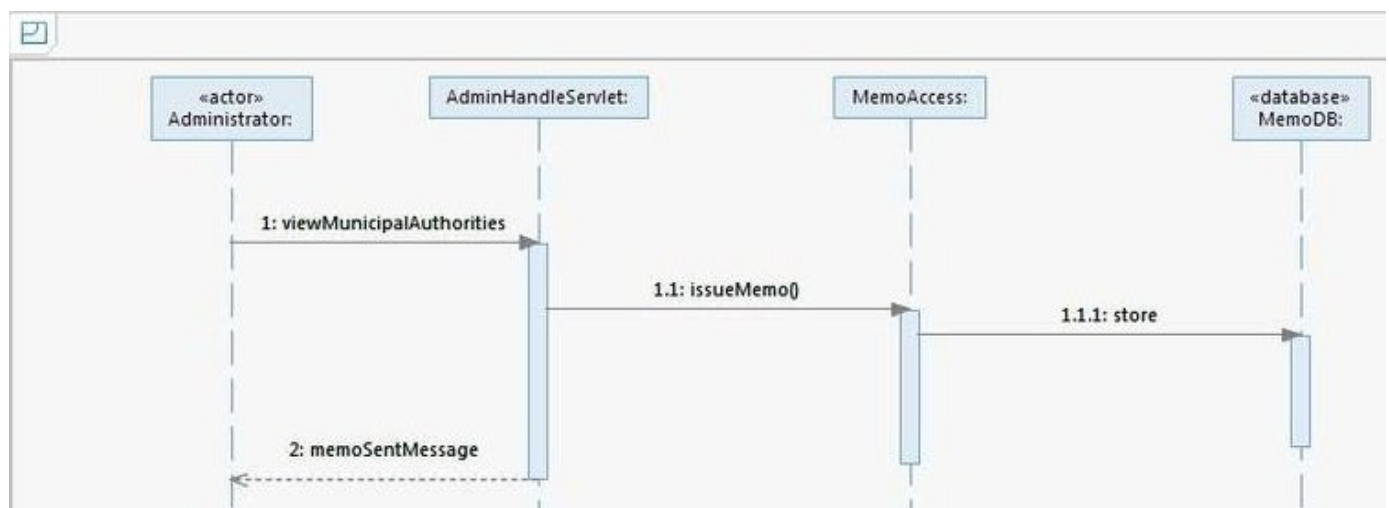 «actor»
Administrator:
AdminHandleServlet:
MemoAccess:
«database»
MemoDB:
1: viewMunicipalAuthorities
1.1: issueMemo()
1.1.1: store
2: memoSentMessage